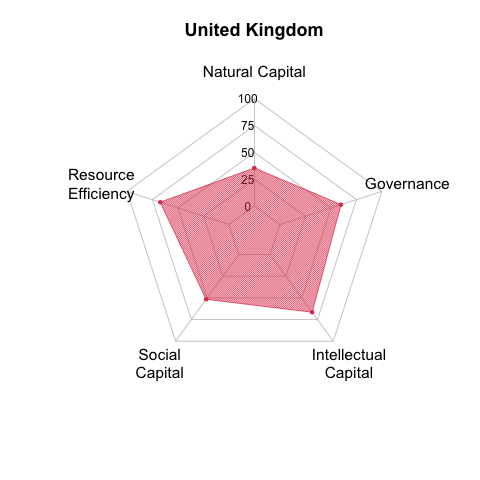 United Kingdom
Natural Capital
100
75
50
25
0
Resource
Efficiency
Governance
Social
Capital
Intellectual
Capital